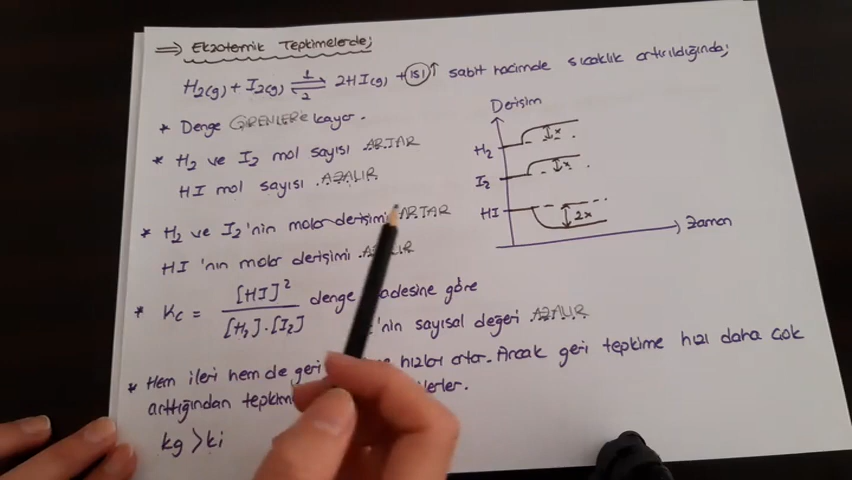 ⇒ Ekzotermik Tepkimelerde;
H₂(g) + I₂(g) ⇌ 2HI(g) + ısı ↑ sabit hacimde sıcaklık artırıldığında;
1
2
* Denge GİRENLERe kayar.
* H₂ ve I₂ mol sayısı ARTAR
HI mol sayısı AZALIR
* H₂ ve I₂'nin molar derişimi ARTAR
HI 'nın molar derişimi
* Kc = [HI]² / [H₂].[I₂] denge göre
'nin sayısal değeri AZALIR
* Hem ileri hem de geri hızları artar. Ancak geri tepkime hızı daha çok
arttığından
kg > ki
Derişim
H₂ x
I₂ x
HI 2x
Zaman